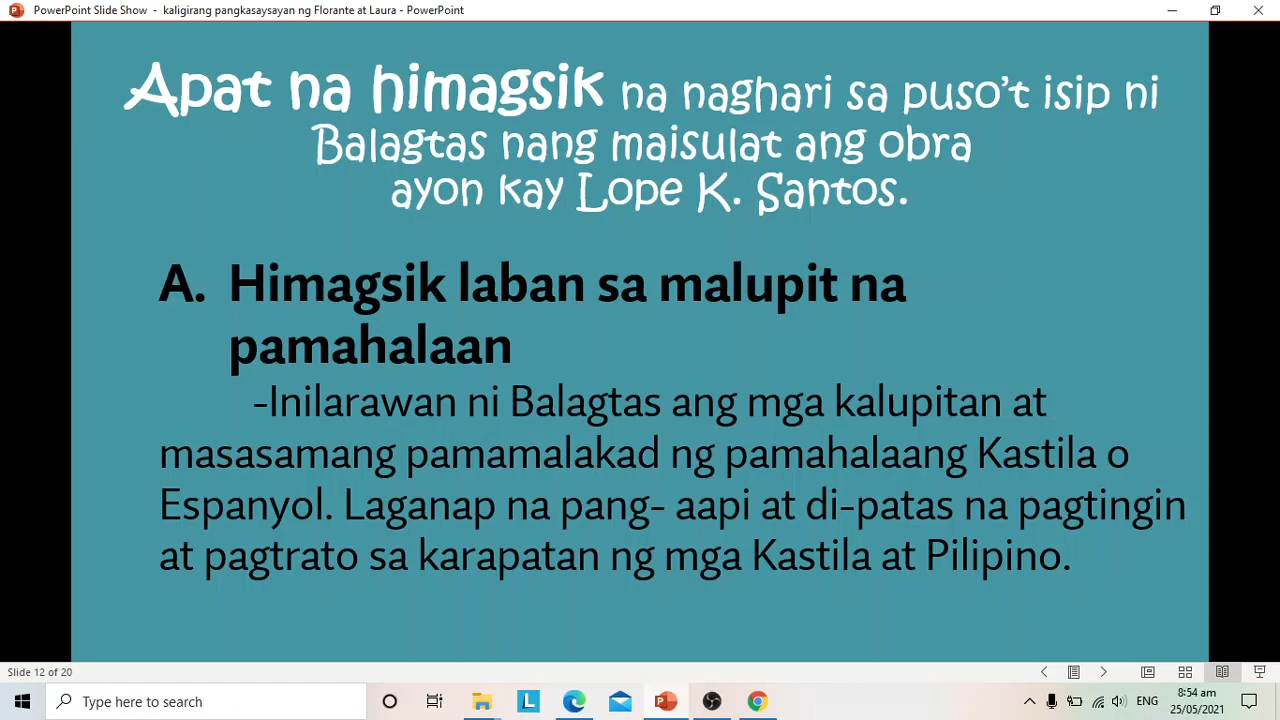 PowerPoint Slide Show - kaligirang pangkasaysayan ng Florante at Laura - PowerPoint
Apat na himagsik na naghari sa puso't isip ni
Balagtas nang maisulat ang obra
ayon kay Lope K. Santos.
A. Himagsik laban sa malupit na
pamahalaan
-Inilarawan ni Balagtas ang mga kalupitan at
masasamang pamamalakad ng pamahalaang Kastila o
Espanyol. Laganap na pang- aapi at di-patas na pagtingin
at pagtrato sa karapatan ng mga Kastila at Pilipino.
Slide 12 of 20
Type here to search
L
ENG
8:54 am
25/05/2021